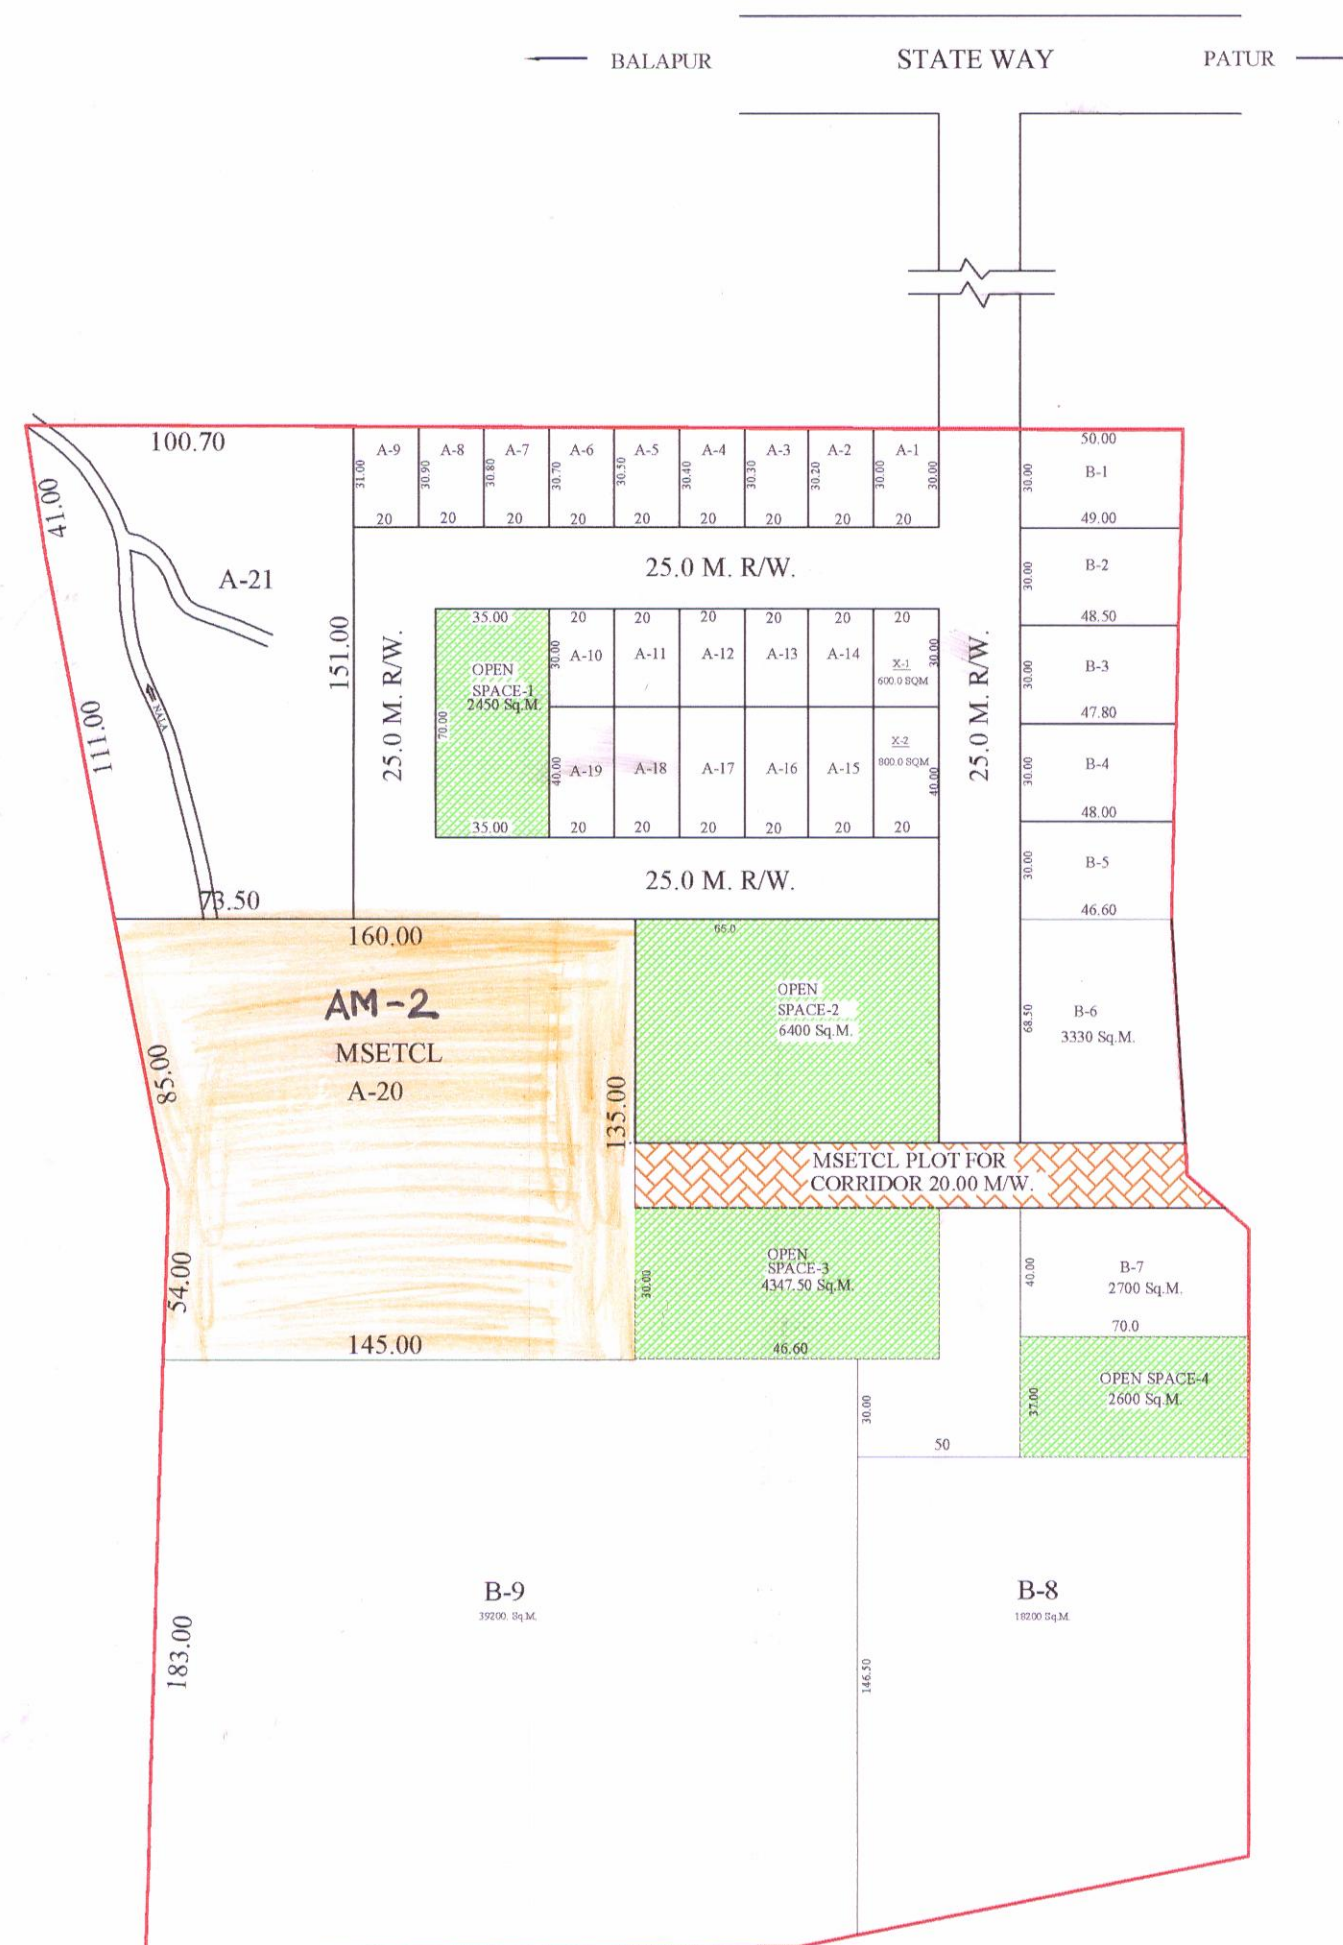 BALAPUR
STATE WAY
PATUR
100.70
A-9
A-8
A-7
A-6
A-5
A-4
A-3
A-2
A-1
50.00
31.00
30.90
30.80
30.70
30.50
30.40
30.30
30.20
30.00
30.00
30.00
B-1
20
20
20
20
20
20
20
20
20
49.00
41.00
25.0 M. R/W.
B-2
30.00
A-21
48.50
35.00
20
20
20
20
20
20
151.00
25.0 M. R/W.
OPEN
SPACE-1
2450 Sq.M.
70.00
30.00
A-10
A-11
A-12
A-13
A-14
X-1
600.0 SQM
30.00
25.0 M. R/W.
30.00
B-3
47.80
NALA
111.00
40.00
A-19
A-18
A-17
A-16
A-15
X-2
800.0 SQM
40.00
30.00
B-4
48.00
35.00
20
20
20
20
20
20
25.0 M. R/W.
30.00
B-5
46.60
73.50
160.00
65.0
AM-2
MSETCL
A-20
OPEN
SPACE-2
6400 Sq.M.
68.50
B-6
3330 Sq.M.
85.00
135.00
MSETCL PLOT FOR
CORRIDOR 20.00 M/W.
54.00
30.00
OPEN
SPACE-3
4347.50 Sq.M.
40.00
B-7
2700 Sq.M.
145.00
46.60
70.0
30.00
37.00
OPEN SPACE-4
2600 Sq.M.
50
B-9
39200. Sq.M.
B-8
18200 Sq.M.
183.00
146.50